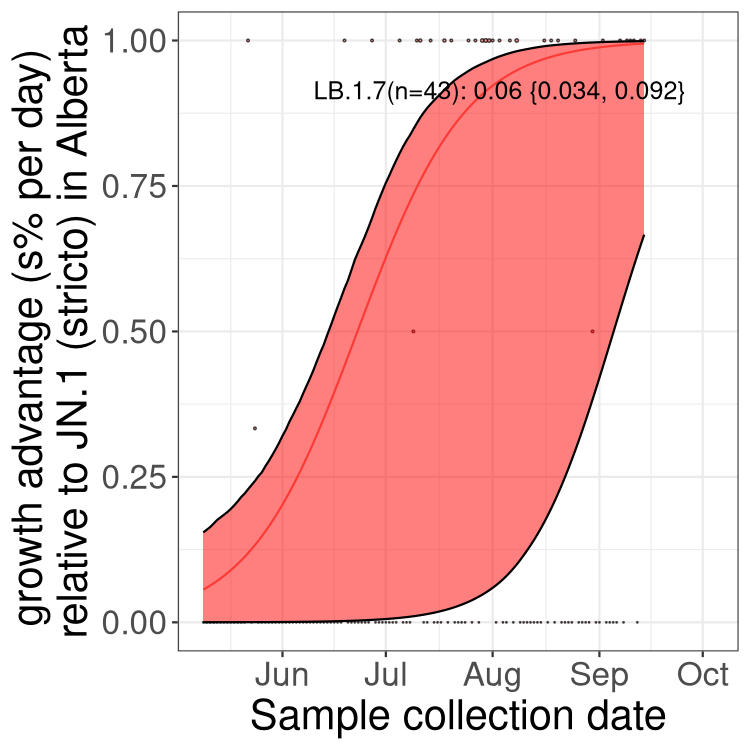 growth advantage (s% per day)
relative to JN.1 (stricto) in Alberta
1.00
0.75
0.50
0.25
0.00
LB.1.7(n=43): 0.06 {0.034, 0.092}
Jun Jul Aug Sep Oct
Sample collection date